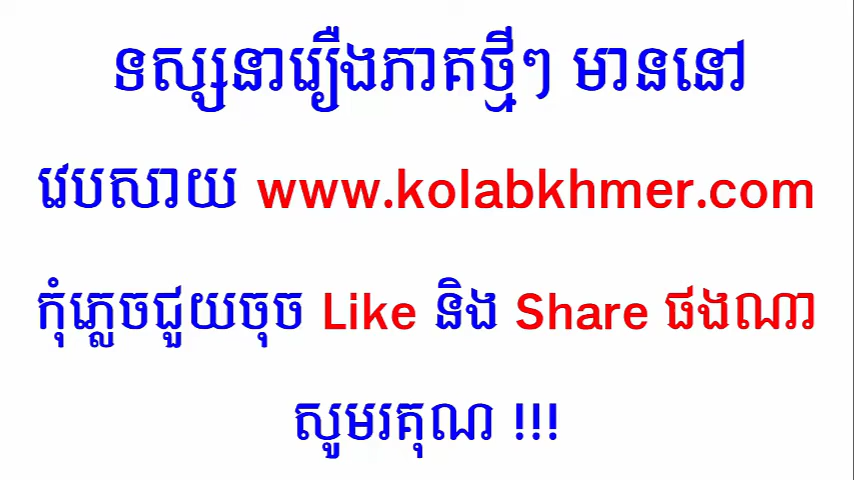 ទស្សនារឿងភាគថ្មីៗ មាននៅ
វេបសាយ www.kolabkhmer.com
កុំភ្លេចជួយចុច Like និង Share ផងណា
សូមរគុណ !!!